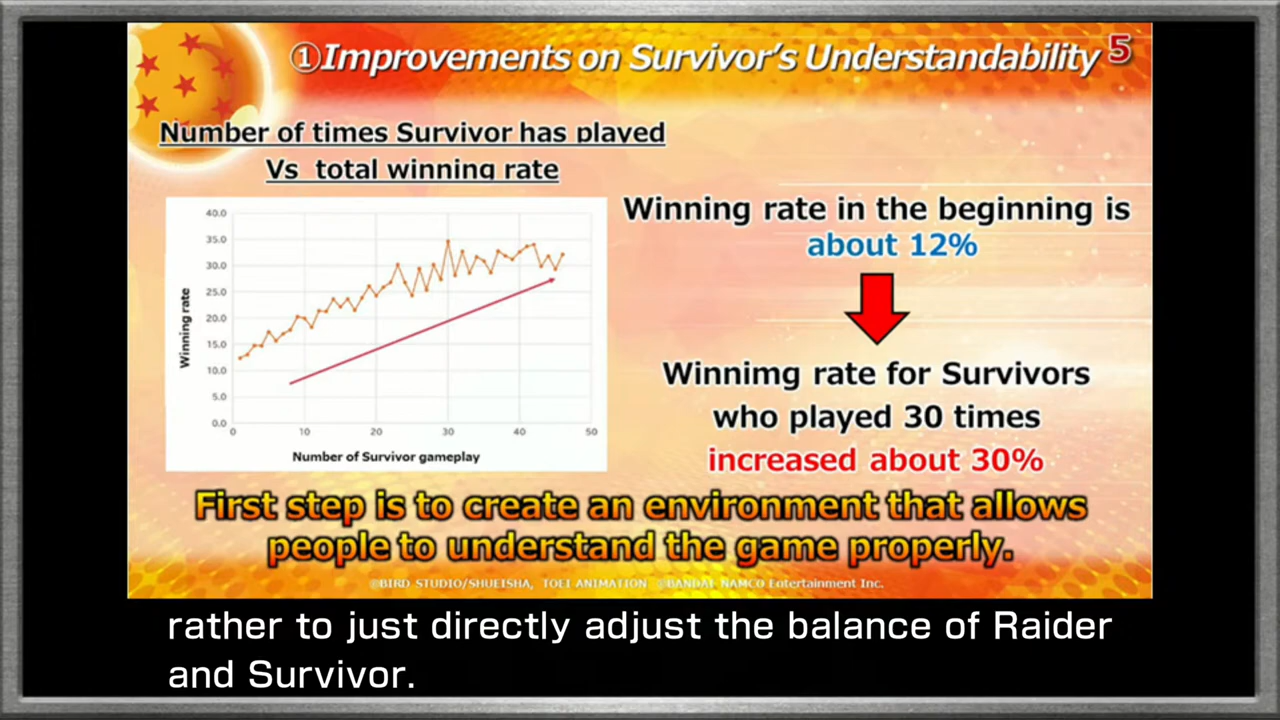 ①Improvements on Survivor's Understandability 5
Number of times Survivor has played
Vs total winning rate
Winning rate in the beginning is
about 12%
Winnimg rate for Survivors
who played 30 times
increased about 30%
Winning rate
40.0
35.0
30.0
25.0
20.0
15.0
10.0
5.0
0.0
0 10 20 30 40 50
Number of Survivor gameplay
First step is to create an environment that allows
people to understand the game properly.
©BIRD STUDIO/SHUEISHA, TOEI ANIMATION ©BANDAI NAMCO Entertainment Inc.
rather to just directly adjust the balance of Raider
and Survivor.